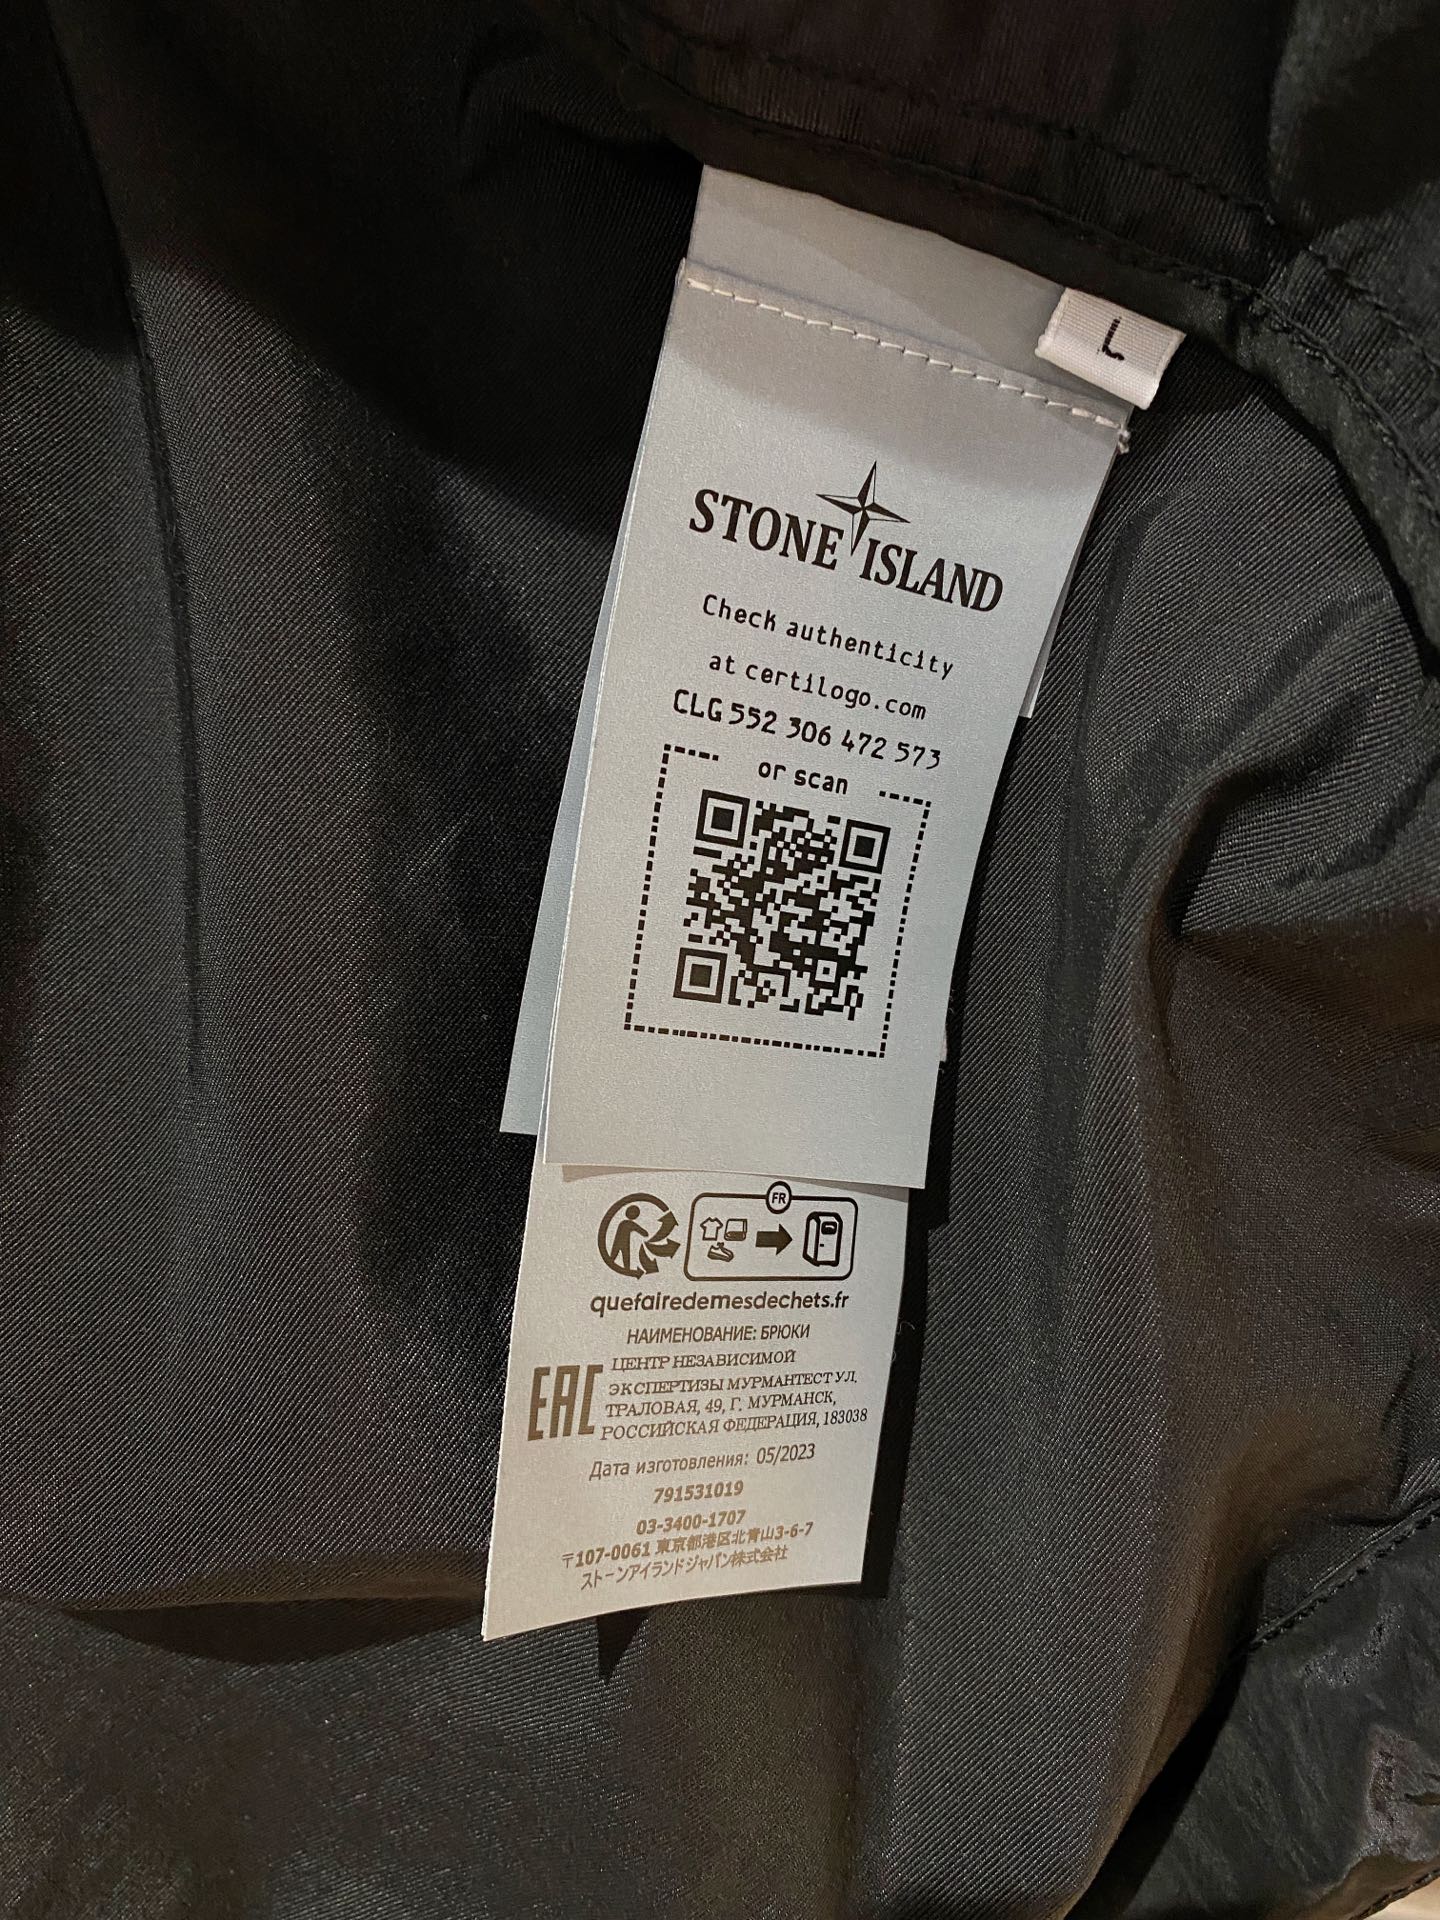 L
STONE ISLAND
Check authenticity
at certilogo.com
CLG 552 306 472 573
or scan
FR
quefairedemesdechets.fr
НАИМЕНОВАНИЕ: БРЮКИ
EAC
ЦЕНТР НЕЗАВИСИМОЙ
ЭКСПЕРТИЗЫ МУРМАНТЕСТ УЛ.
ТРАЛОВАЯ, 49, Г. МУРМАНСК,
РОССИЙСКАЯ ФЕДЕРАЦИЯ, 183038
Дата изготовления: 05/2023
791531019
03-3400-1707
〒107-0061 東京都港区北青山3-6-7
ストーンアイランドジャパン株式会社